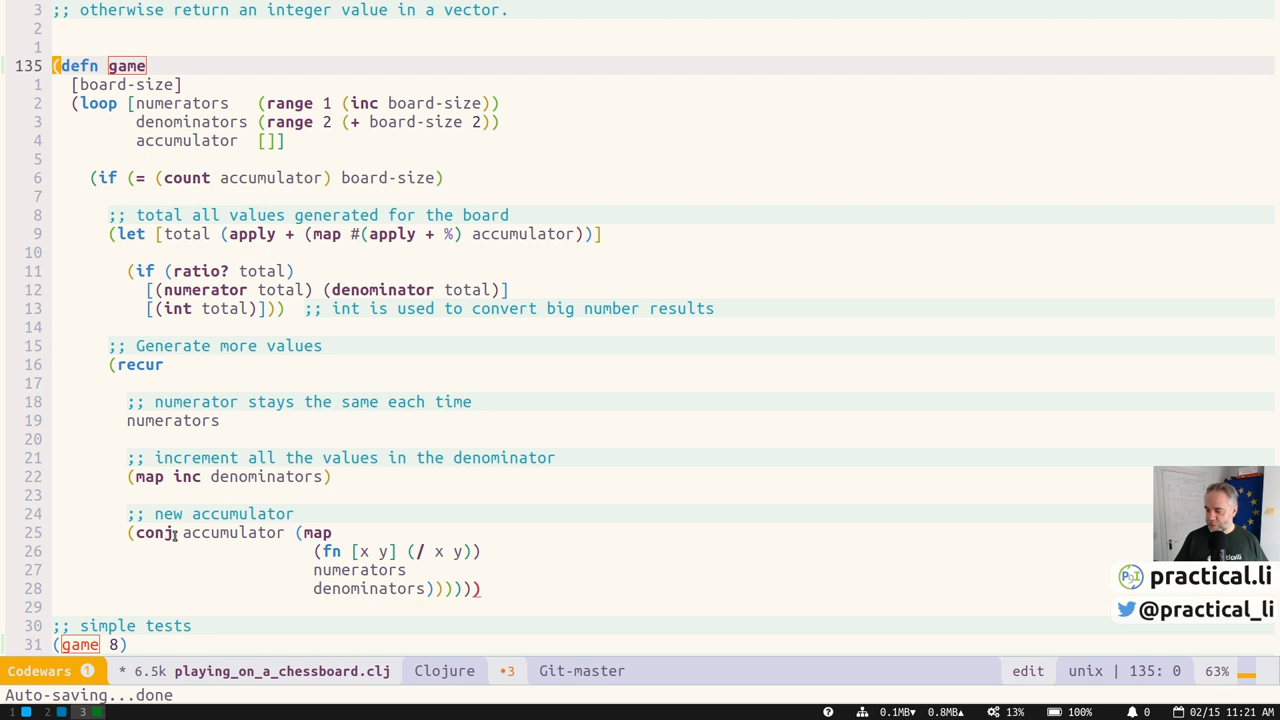 3 ;; otherwise return an integer value in a vector.
2
1
135 (defn game
1 [board-size]
2 (loop [numerators   (range 1 (inc board-size))
3 denominators (range 2 (+ board-size 2))
4 accumulator  []]
5
6 (if (= (count accumulator) board-size)
7
8 ;; total all values generated for the board
9 (let [total (apply + (map #(apply + %) accumulator))]
10
11 (if (ratio? total)
12 [(numerator total) (denominator total)]
13 [(int total)]))  ;; int is used to convert big number results
14
15 ;; Generate more values
16 (recur
17
18 ;; numerator stays the same each time
19 numerators
20
21 ;; increment all the values in the denominator
22 (map inc denominators)
23
24 ;; new accumulator
25 (conj accumulator (map
26 (fn [x y] (/ x y))
27 numerators
28 denominators))))))
29
30 ;; simple tests
31 (game 8)
practical.li
@practical_li
Codewars 1 * 6.5k playing_on_a_chessboard.clj Clojure •3 Git-master edit unix | 135: 0 63%
Auto-saving...done
1 2 3 0.1MB▾ 0.8MB▴ 13% 100% 0 02/15 11:21 AM